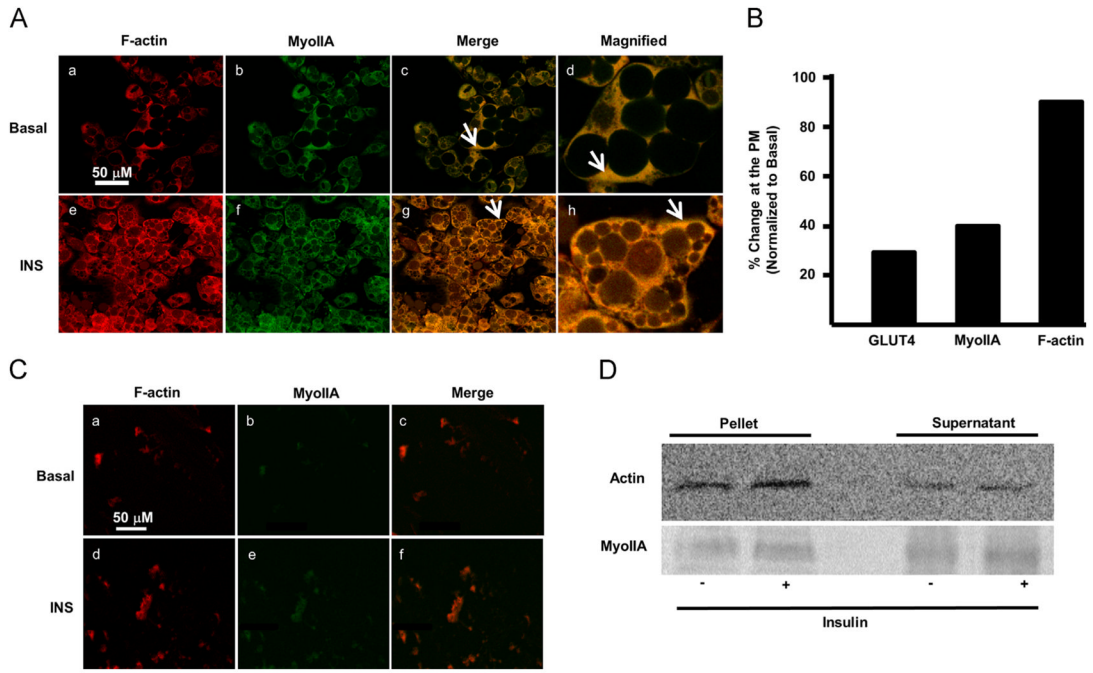 A
F-actin MyoIIA Merge Magnified
a b c d
Basal
50 μM
e f g h
INS
B
% Change at the PM
(Normalized to Basal)
100
80
60
40
20
GLUT4 MyoIIA F-actin
C
F-actin MyoIIA Merge
a b c
Basal
50 μM
d e f
INS
D
Pellet Supernatant
Actin
MyoIIA
- + - +
Insulin